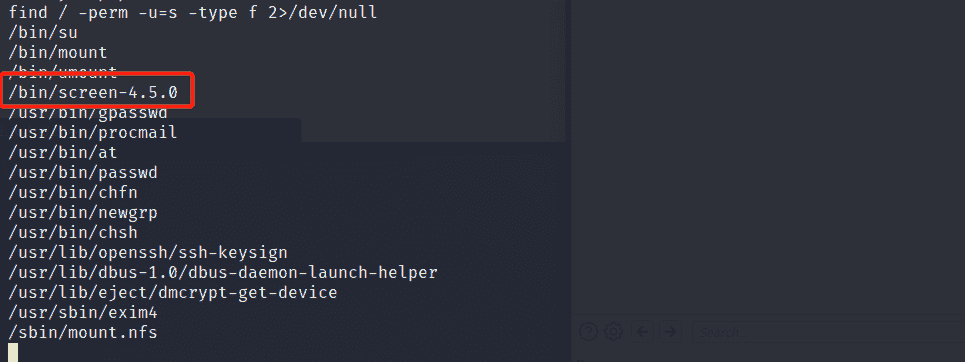 find / -perm -u=s -type f 2>/dev/null
/bin/su
/bin/mount
/bin/umount
/bin/screen-4.5.0
/usr/bin/gpasswd
/usr/bin/procmail
/usr/bin/at
/usr/bin/passwd
/usr/bin/chfn
/usr/bin/newgrp
/usr/bin/chsh
/usr/lib/openssh/ssh-keysign
/usr/lib/dbus-1.0/dbus-daemon-launch-helper
/usr/lib/eject/dmcrypt-get-device
/usr/sbin/exim4
/sbin/mount.nfs
Search